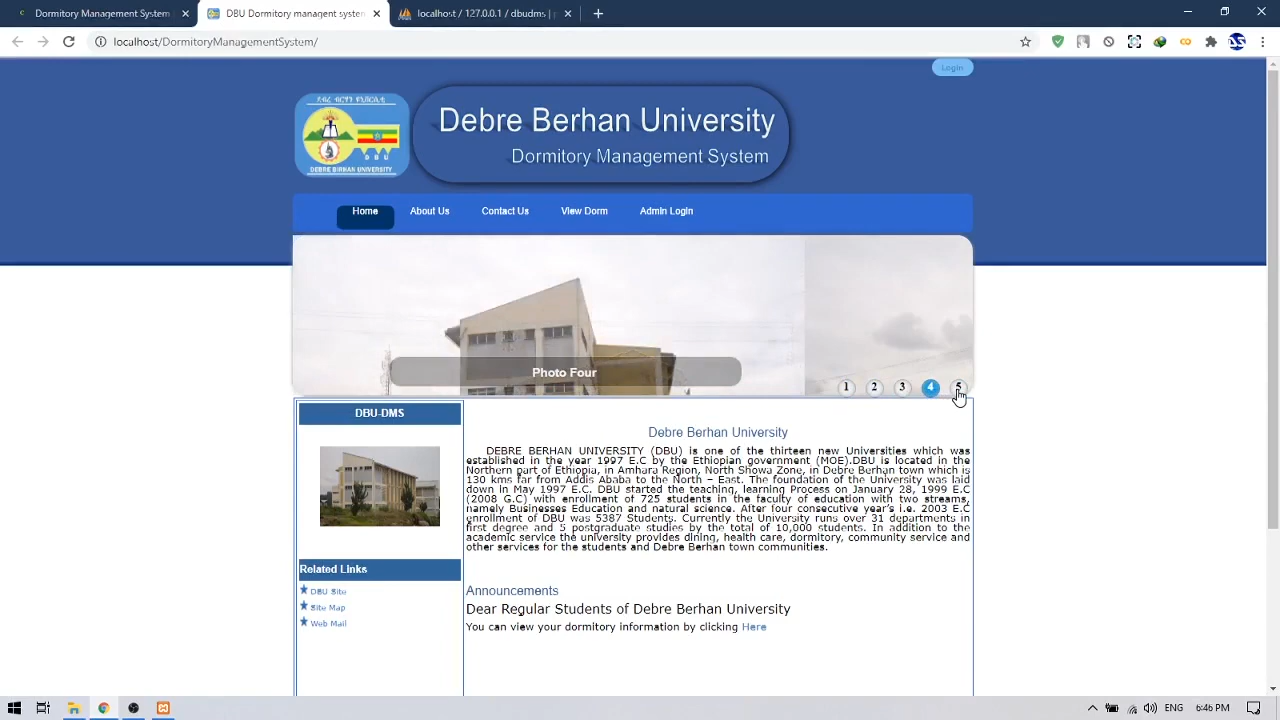 Dormitory Management System
DBU Dormitory management system
localhost / 127.0.0.1 / dbudms |
localhost/DormitoryManagementSystem/
Login
DEBRE BIRHAN UNIVERSITY
D B U
Debre Berhan University
Dormitory Management System
Home
About Us
Contact Us
View Dorm
Admin Login
Photo Four
1 2 3 4 5
DBU-DMS
Related Links
DBU Site
Site Map
Web Mail
Debre Berhan University
DEBRE BERHAN UNIVERSITY (DBU) is one of the thirteen new Universities which was
established in the year 1997 E.C by the Ethiopian government (MOE).DBU is located in the
Northern part of Ethiopia, in Amhara Region, North Showa Zone, in Debre Berhan town which is
130 kms far from Addis Ababa to the North – East. The foundation of the University was laid
down in May 1997 E.C. DBU started the teaching, learning Process on January 28, 1999 E.C
(2008 G.C) with enrollment of 725 students in the faculty of education with two streams,
namely Businesses Education and natural science. After four consecutive year's i.e. 2003 E.C
enrollment of DBU was 5387 Students. Currently the University runs over 31 departments in
first degree and 5 postgraduate studies by the total of 10,000 students. In addition to the
academic service the university provides dining, health care, dormitory, community service and
other services for the students and Debre Berhan town communities.
Announcements
Dear Regular Students of Debre Berhan University
You can view your dormitory information by clicking Here
ENG
6:46 PM